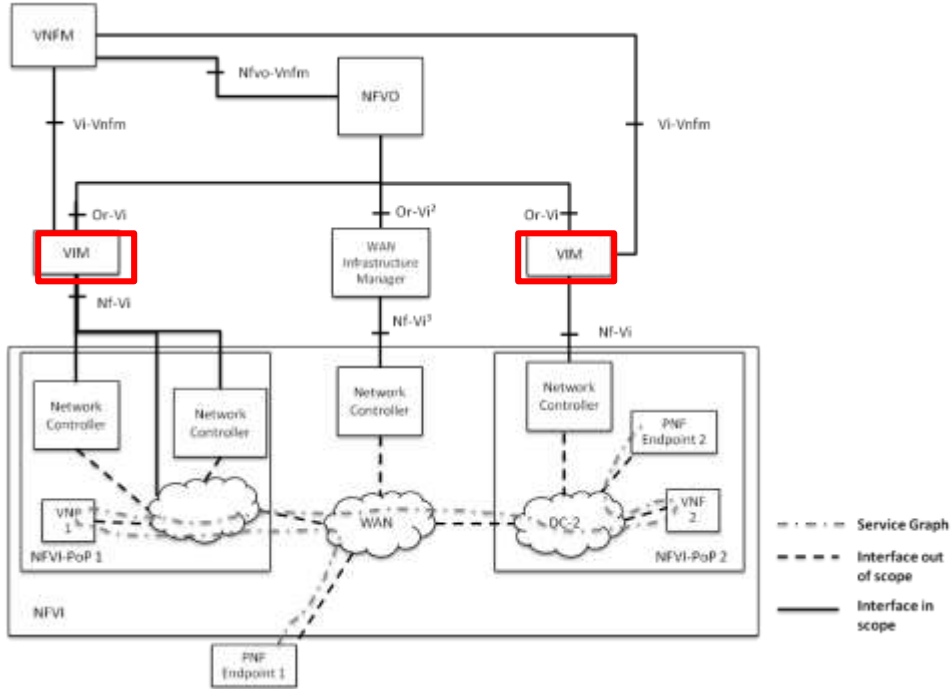 VNFM
Nfvo-Vnfm
NFVO
Vi-Vnfm
Vi-Vnfm
Or-Vi
Or-Vi²
Or-Vi
VIM
WAN
Infrastructure
Manager
VIM
Nf-Vi
Nf-Vi³
Nf-Vi
Network
Controller
Network
Controller
Network
Controller
Network
Controller
PNF
Endpoint 2
VNF
1
WAN
DC-2
VNF
2
NFVI-PoP 1
NFVI-PoP 2
NFVI
PNF
Endpoint 1
Service Graph
Interface out
of scope
Interface in
scope